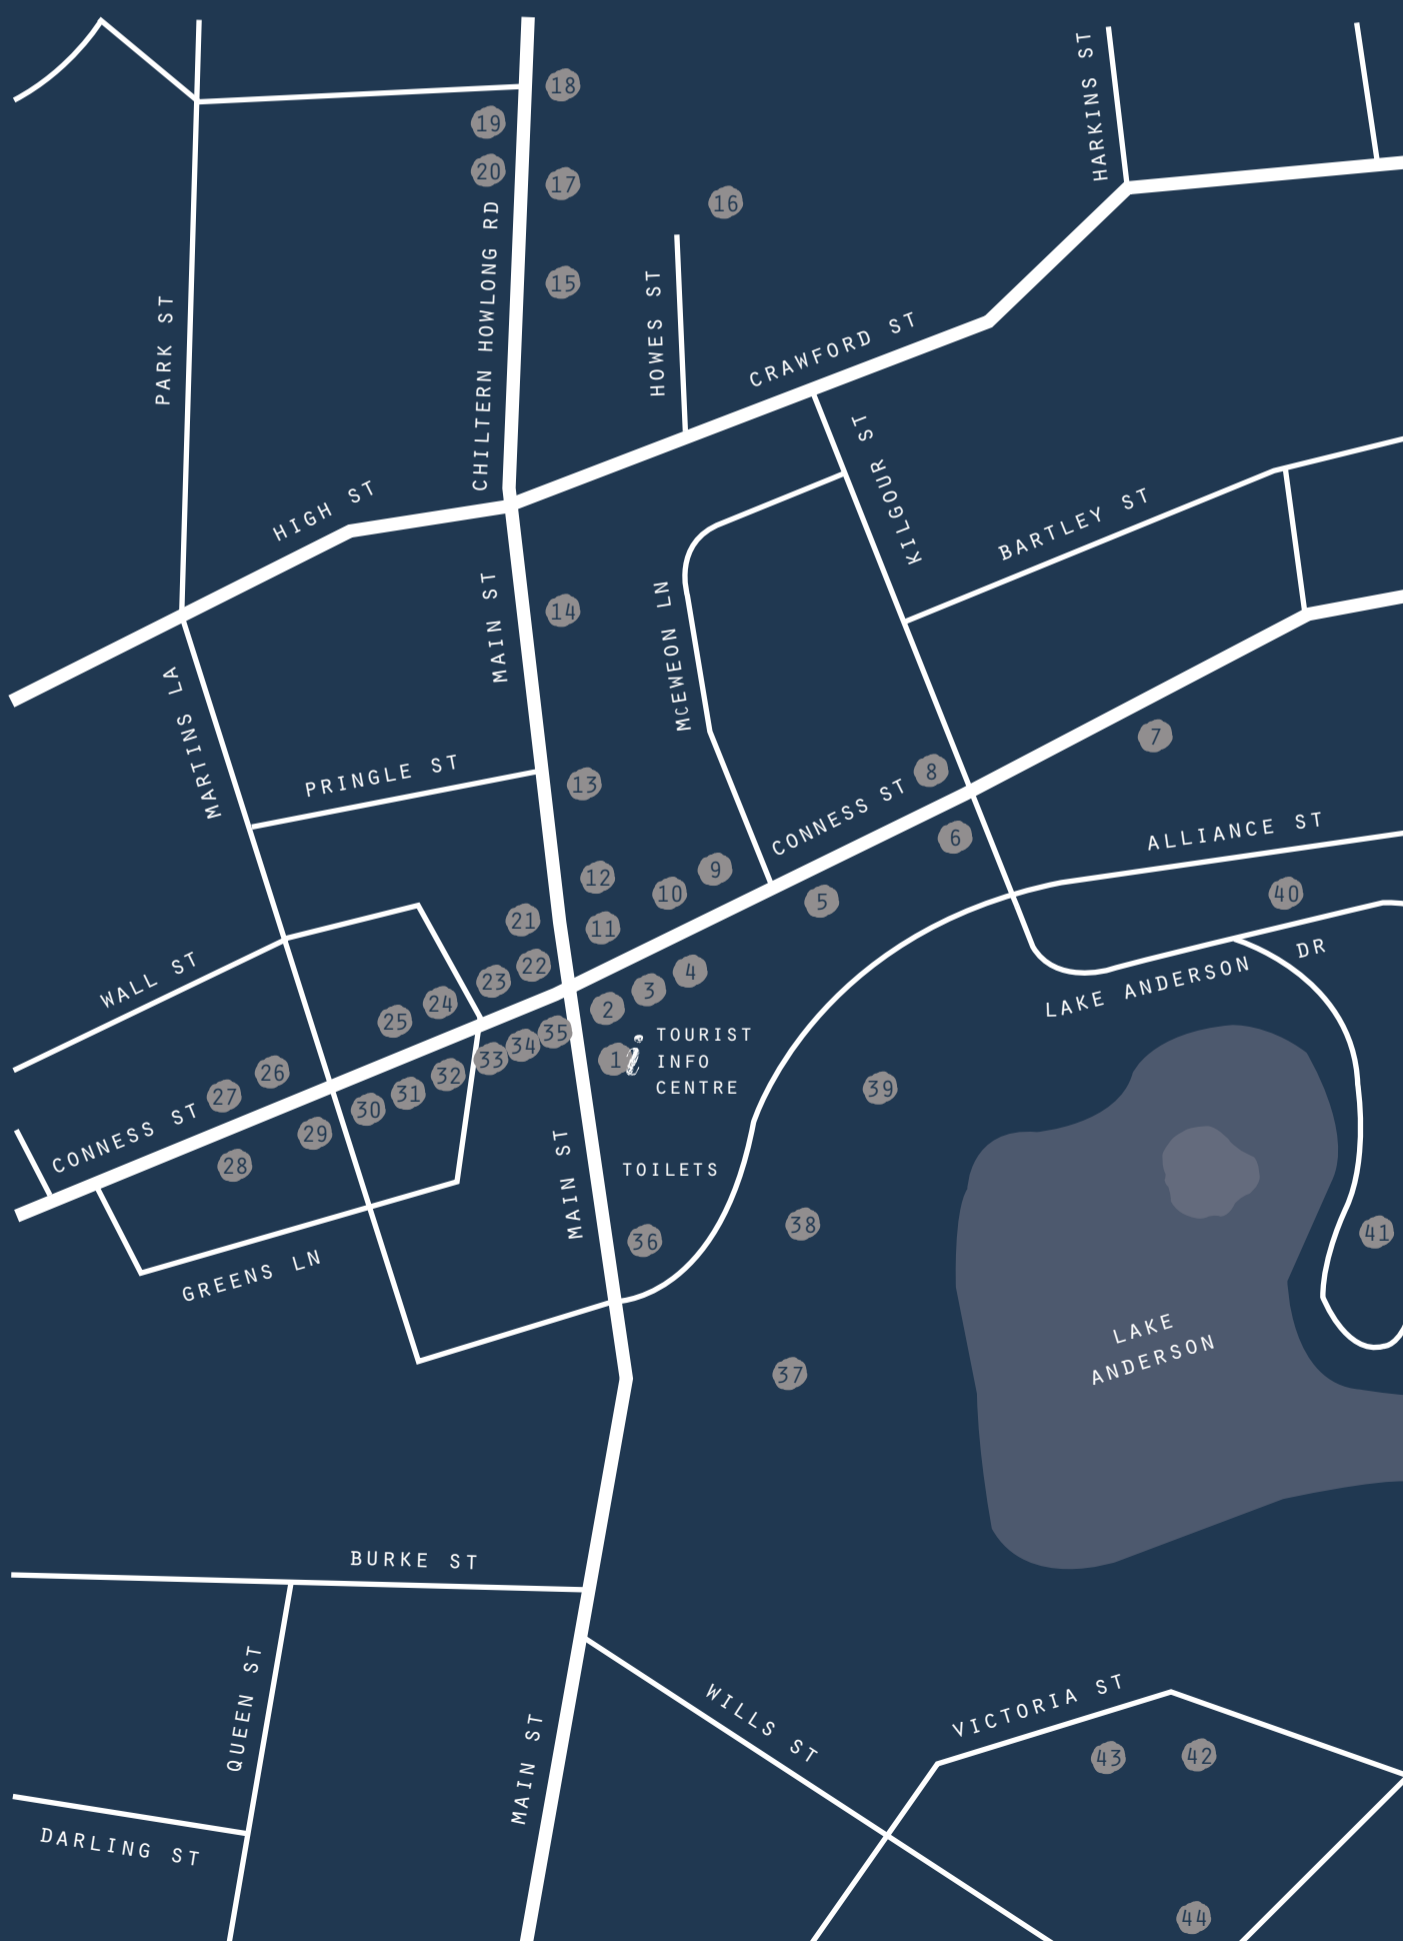 18
HARKINS ST
19
20
17
16
CHILTERN HOWLONG RD
15
HOWES ST
PARK ST
CRAWFORD ST
KILGOUR ST
HIGH ST
BARTLEY ST
MAIN ST
14
MCEWEON LN
MARTINS LA
7
PRINGLE ST
8
13
CONNESS ST
6
ALLIANCE ST
9
12
10
40
5
21
11
DR
22
4
LAKE ANDERSON
WALL ST
23
3
24
2
25
35
TOURIST
34
33
1
i
INFO
26
32
CENTRE
39
31
27
30
CONNESS ST
29
28
MAIN ST
TOILETS
38
41
36
GREENS LN
LAKE
ANDERSON
37
BURKE ST
QUEEN ST
WILLS ST
VICTORIA ST
43
42
MAIN ST
DARLING ST
44